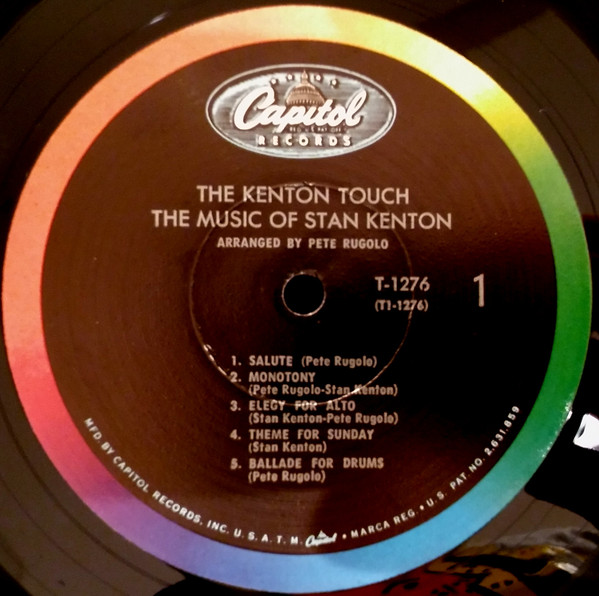 Capitol
RECORDS
THE KENTON TOUCH
THE MUSIC OF STAN KENTON
ARRANGED BY PETE RUGOLO
T-1276
(T1-1276)
1
1. SALUTE (Pete Rugolo)
2. MONOTONY
(Pete Rugolo-Stan Kenton)
3. ELEGY FOR ALTO
(Stan Kenton-Pete Rugolo)
4. THEME FOR SUNDAY
(Stan Kenton)
5. BALLADE FOR DRUMS
(Pete Rugolo)
MFD BY CAPITOL RECORDS, INC. U.S.A. T.M. Capitol • MARCA REG. • U.S. PAT. NO. 2,631,859